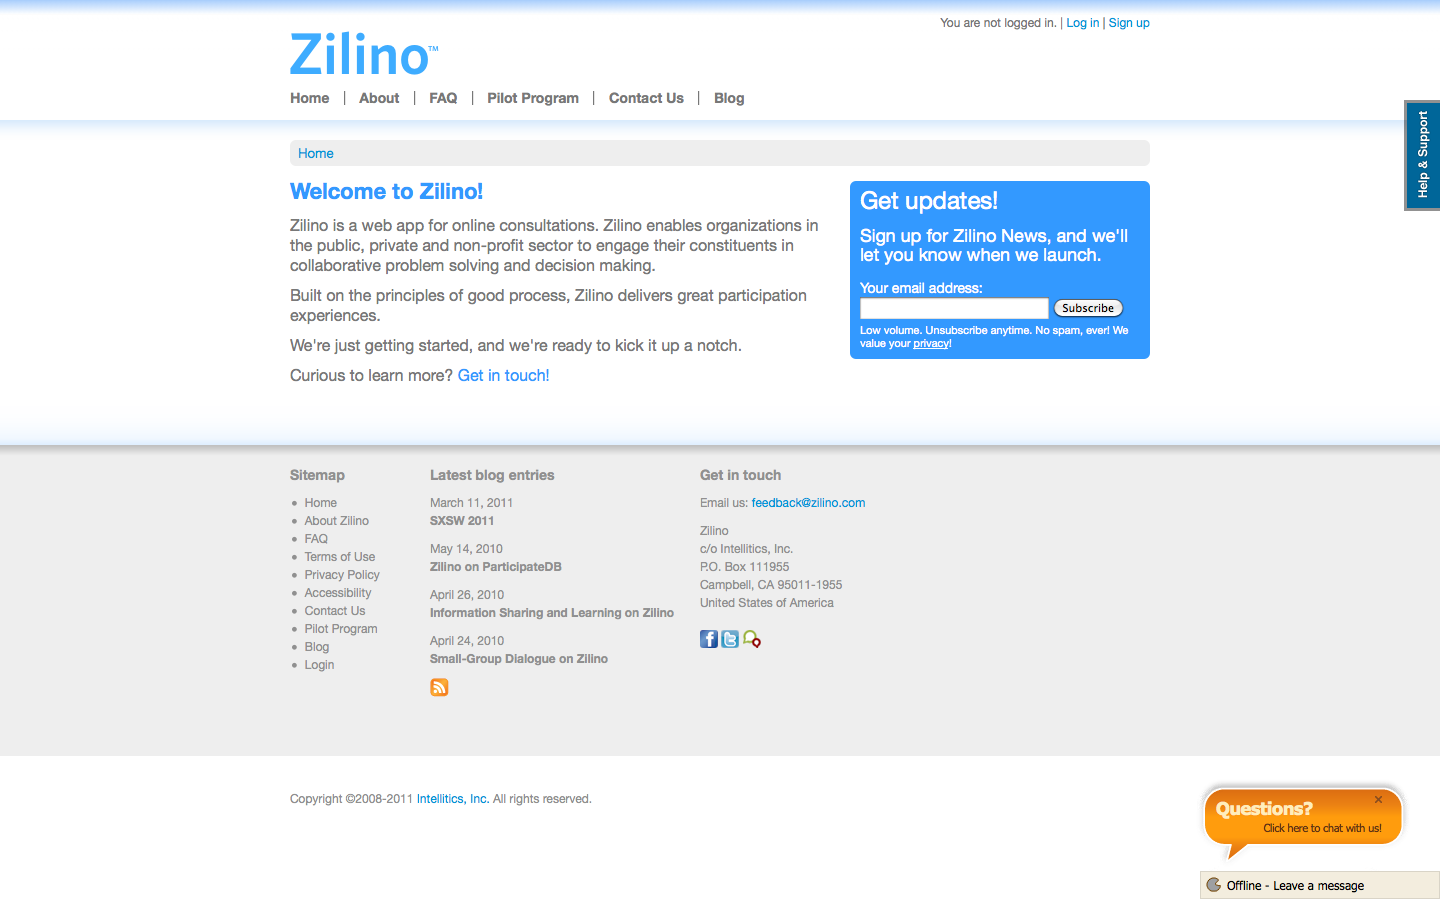 You are not logged in. | Log in | Sign up
Zilino™
Home | About | FAQ | Pilot Program | Contact Us | Blog
Help & Support
Home
Welcome to Zilino!
Zilino is a web app for online consultations. Zilino enables organizations in
the public, private and non-profit sector to engage their constituents in
collaborative problem solving and decision making.
Built on the principles of good process, Zilino delivers great participation
experiences.
We're just getting started, and we're ready to kick it up a notch.
Curious to learn more? Get in touch!
Get updates!
Sign up for Zilino News, and we'll
let you know when we launch.
Your email address:
Subscribe
Low volume. Unsubscribe anytime. No spam, ever! We
value your privacy!
Sitemap
Home
About Zilino
FAQ
Terms of Use
Privacy Policy
Accessibility
Contact Us
Pilot Program
Blog
Login
Latest blog entries
March 11, 2011
SXSW 2011
May 14, 2010
Zilino on ParticipateDB
April 26, 2010
Information Sharing and Learning on Zilino
April 24, 2010
Small-Group Dialogue on Zilino
Get in touch
Email us: feedback@zilino.com
Zilino
c/o Intellitics, Inc.
P.O. Box 111955
Campbell, CA 95011-1955
United States of America
Copyright ©2008-2011 Intellitics, Inc. All rights reserved.
Questions?
Click here to chat with us!
Offline - Leave a message